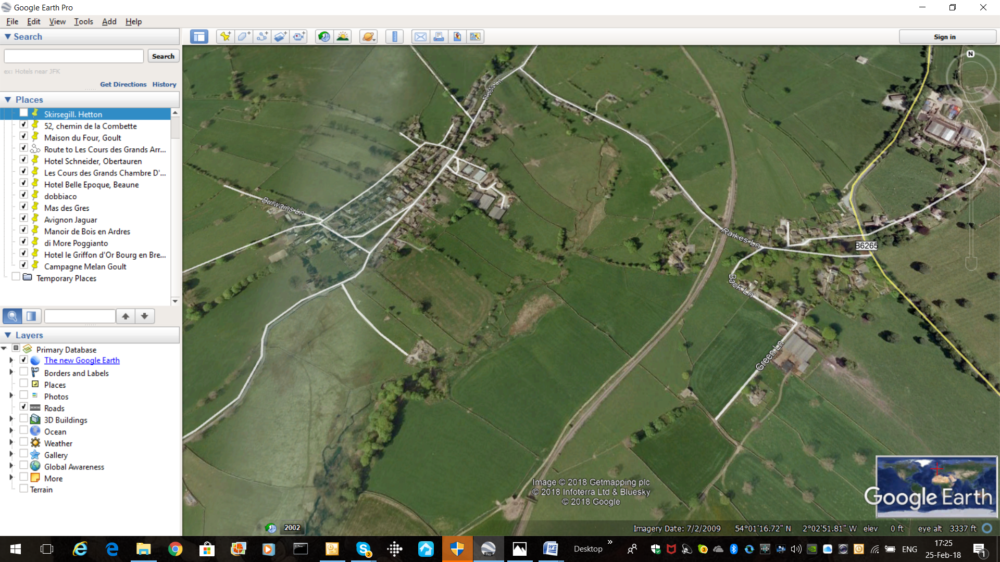 Google Earth Pro
File Edit View Tools Add Help
Search
Search
ex: Hotels near JFK
Get Directions History
Places
Skirsegill. Hetton
52, chemin de la Combette
Maison du Four, Goult
Route to Les Cours des Grands Arr...
Hotel Schneider, Obertauren
Les Cours des Grands Chambre D'...
Hotel Belle Epoque, Beaune
dobbiaco
Mas des Gres
Avignon Jaguar
Manoir de Bois en Ardres
di More Poggianto
Hotel le Griffon d'Or Bourg en Bre...
Campagne Melan Goult
Temporary Places
Layers
Primary Database
The new Google Earth
Borders and Labels
Places
Photos
Roads
3D Buildings
Ocean
Weather
Gallery
Global Awareness
More
Terrain
Sign in
N
Ln
Burwains Ln
Raikes Ln
B6265
Back Ln
Green Ln
Image © 2018 Getmapping plc
© 2018 Infoterra Ltd & Bluesky
© 2018 Google
Google Earth
2002
Imagery Date: 7/2/2009 54°01'16.72" N 2°02'51.81" W elev 0 ft eye alt 3337 ft
Desktop
ENG
17:25
25-Feb-18